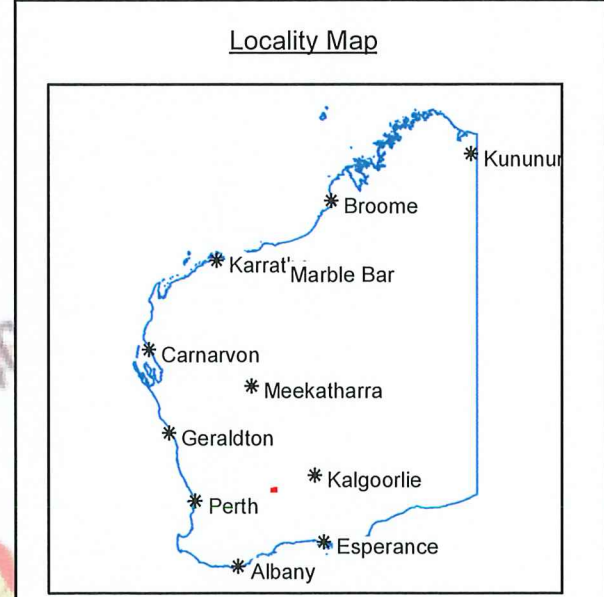 Locality Map
Kununur
Broome
Karrat'
Marble Bar
Carnarvon
Meekatharra
Geraldton
Kalgoorlie
Perth
Esperance
Albany